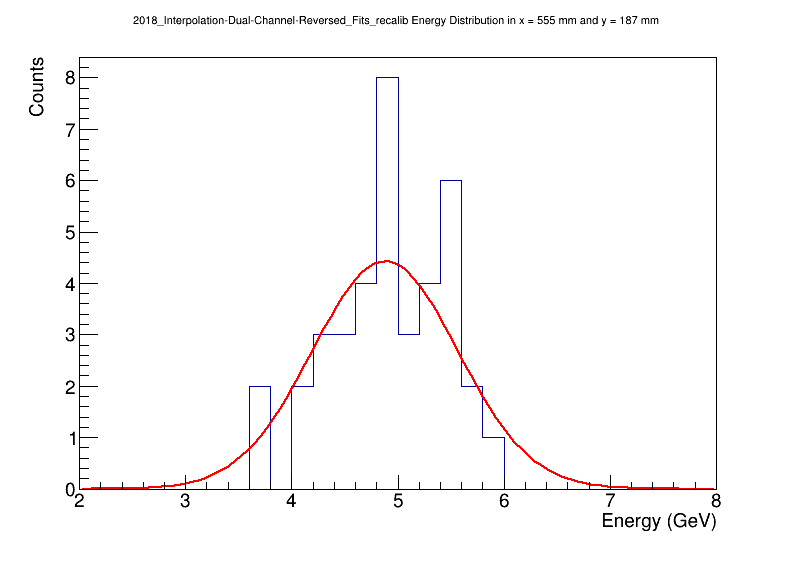 2018_Interpolation-Dual-Channel-Reversed_Fits_recalib Energy Distribution in x = 555 mm and y = 187 mm
Counts
8
7
6
5
4
3
2
1
0
2 3 4 5 6 7 8
Energy (GeV)